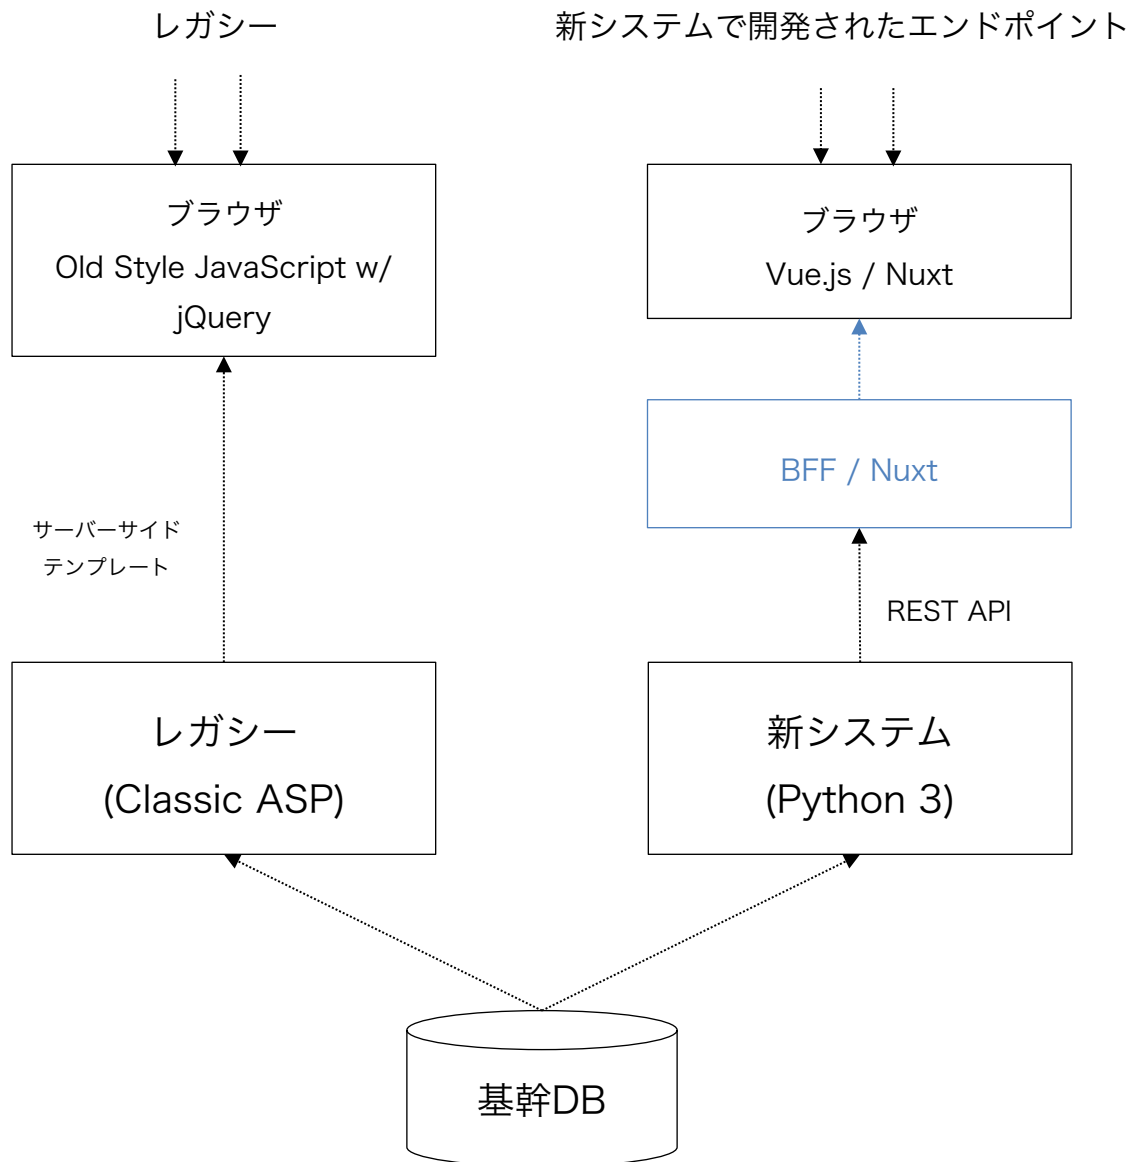 レガシー
新システムで開発されたエンドポイント
ブラウザ
Old Style JavaScript w/
jQuery
ブラウザ
Vue.js / Nuxt
BFF / Nuxt
サーバーサイド
テンプレート
REST API
レガシー
(Classic ASP)
新システム
(Python 3)
基幹DB